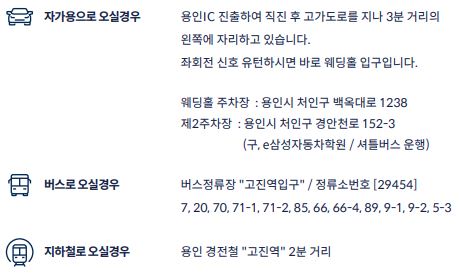 자가용으로 오실경우
용인IC 진출하여 직진 후 고가도로를 지나 3분 거리의
왼쪽에 자리하고 있습니다.
좌회전 신호 유턴하시면 바로 웨딩홀 입구입니다.
웨딩홀 주차장 : 용인시 처인구 백옥대로 1238
제2주차장 : 용인시 처인구 경안천로 152-3
(구, e삼성자동차학원 / 셔틀버스 운행)
버스로 오실경우
버스정류장 "고진역입구" / 정류소번호 [29454]
7, 20, 70, 71-1, 71-2, 85, 66, 66-4, 89, 9-1, 9-2, 5-3
지하철로 오실경우
용인 경전철 "고진역" 2분 거리